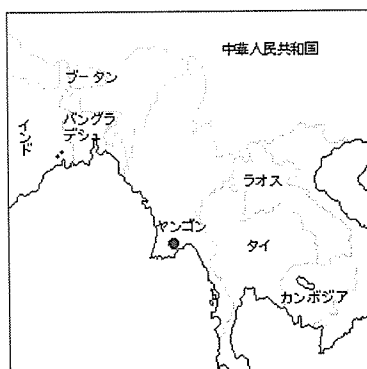 中華人民共和国
ブータン
バングラ
デシュ
インド
ラオス
ヤンゴン
タイ
カンボジア